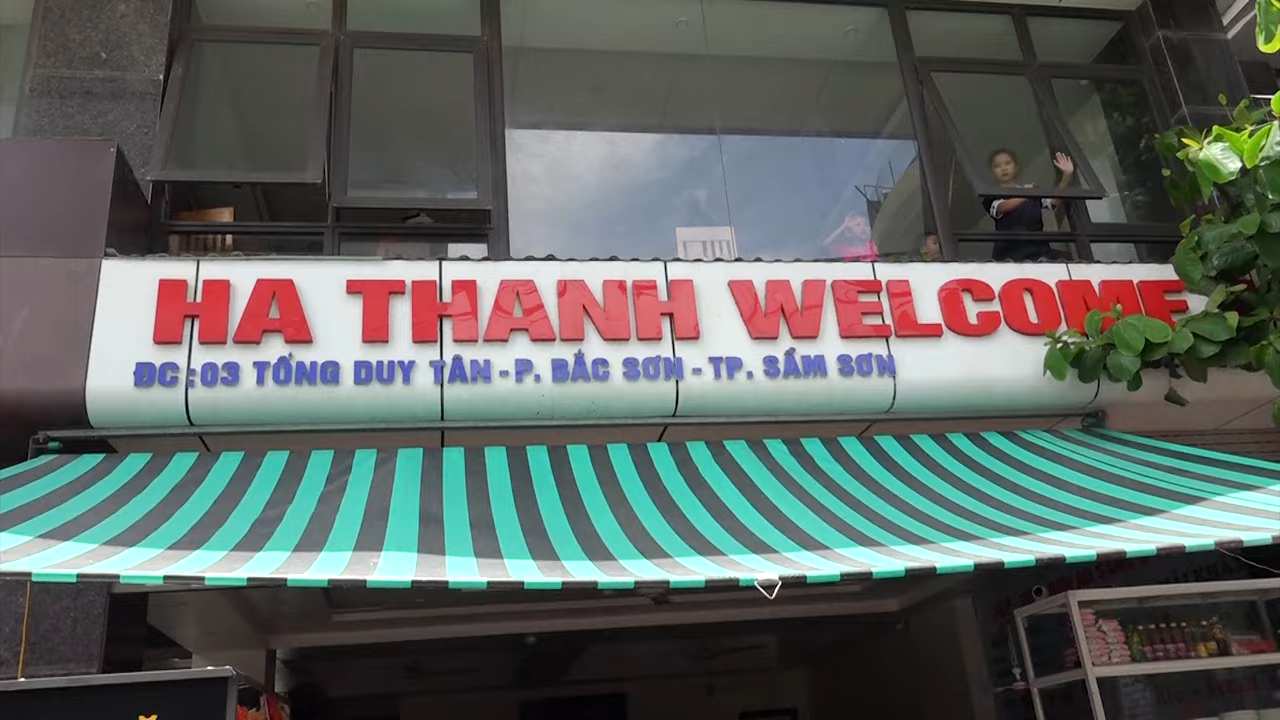 HA THANH WELCOME
ĐC : 03 TỐNG DUY TÂN - P. BẮC SƠN - TP. SẦM SƠN